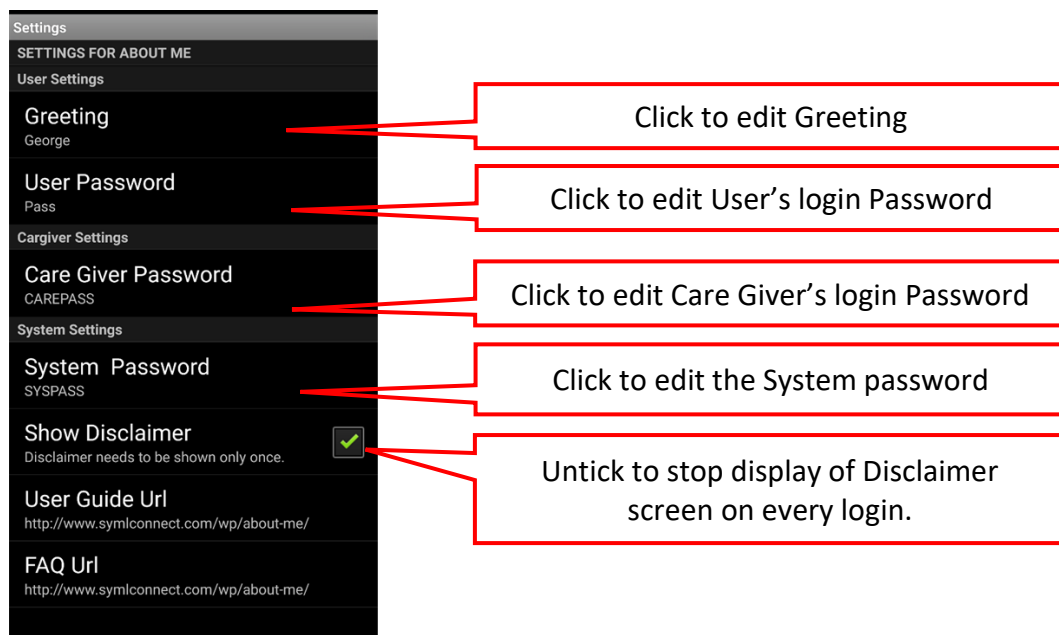 Settings
SETTINGS FOR ABOUT ME
User Settings
Greeting
George
Click to edit Greeting
User Password
Pass
Click to edit User’s login Password
Cargiver Settings
Care Giver Password
CAREPASS
Click to edit Care Giver’s login Password
System Settings
System  Password
SYSPASS
Click to edit the System password
Show Disclaimer
Disclaimer needs to be shown only once.
Untick to stop display of Disclaimer
screen on every login.
User Guide Url
http://www.symlconnect.com/wp/about-me/
FAQ Url
http://www.symlconnect.com/wp/about-me/